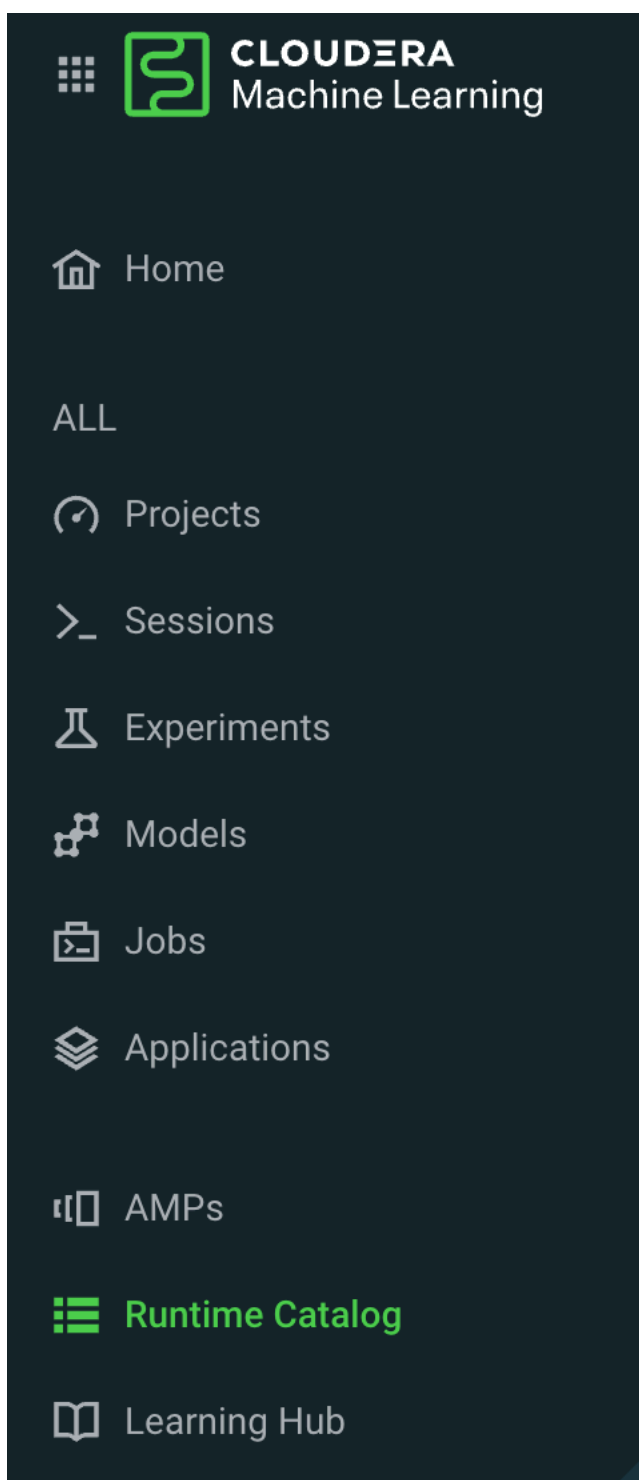 CLOUDERA
Machine Learning
Home
ALL
Projects
Sessions
Experiments
Models
Jobs
Applications
AMPs
Runtime Catalog
Learning Hub